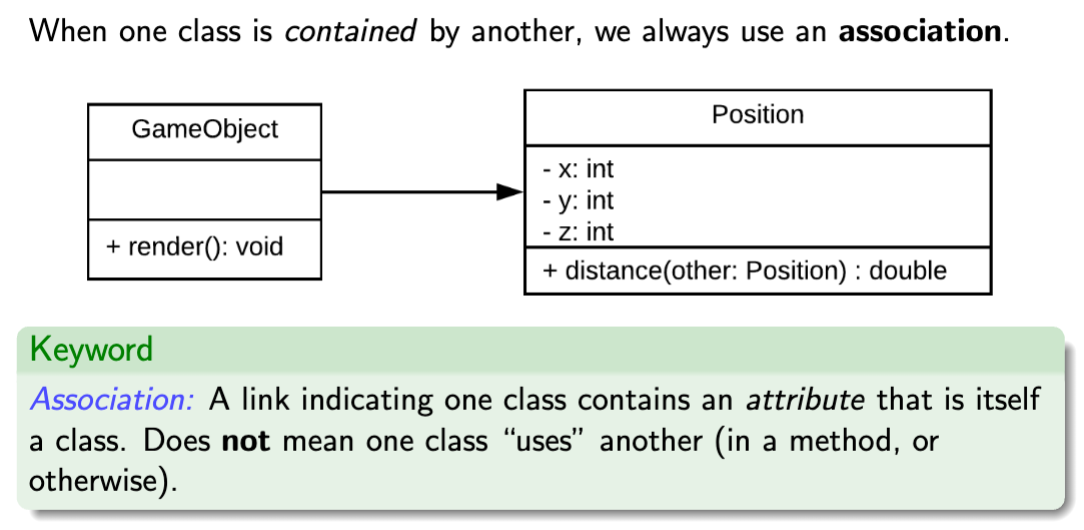 When one class is contained by another, we always use an association.
GameObject
+ render(): void
Position
- x: int
- y: int
- z: int
+ distance(other: Position) : double
Keyword
Association: A link indicating one class contains an attribute that is itself
a class. Does not mean one class “uses” another (in a method, or
otherwise).